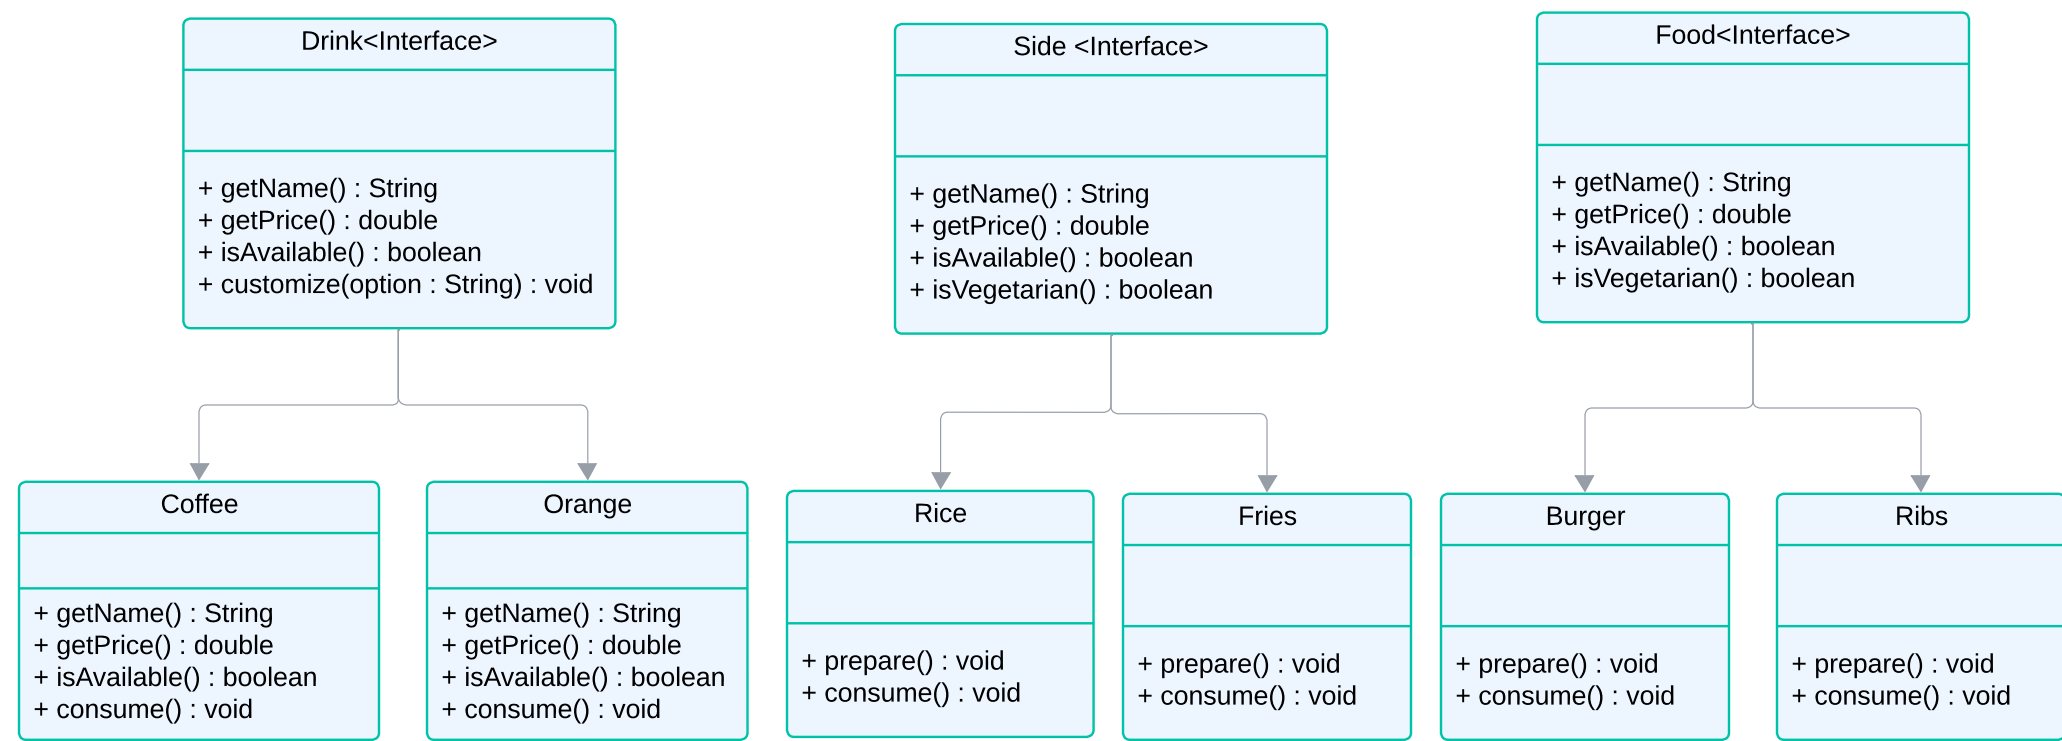 Drink<Interface>
+ getName() : String
+ getPrice() : double
+ isAvailable() : boolean
+ customize(option : String) : void
Side <Interface>
+ getName() : String
+ getPrice() : double
+ isAvailable() : boolean
+ isVegetarian() : boolean
Food<Interface>
+ getName() : String
+ getPrice() : double
+ isAvailable() : boolean
+ isVegetarian() : boolean
Coffee
+ getName() : String
+ getPrice() : double
+ isAvailable() : boolean
+ consume() : void
Orange
+ getName() : String
+ getPrice() : double
+ isAvailable() : boolean
+ consume() : void
Rice
+ prepare() : void
+ consume() : void
Fries
+ prepare() : void
+ consume() : void
Burger
+ prepare() : void
+ consume() : void
Ribs
+ prepare() : void
+ consume() : void